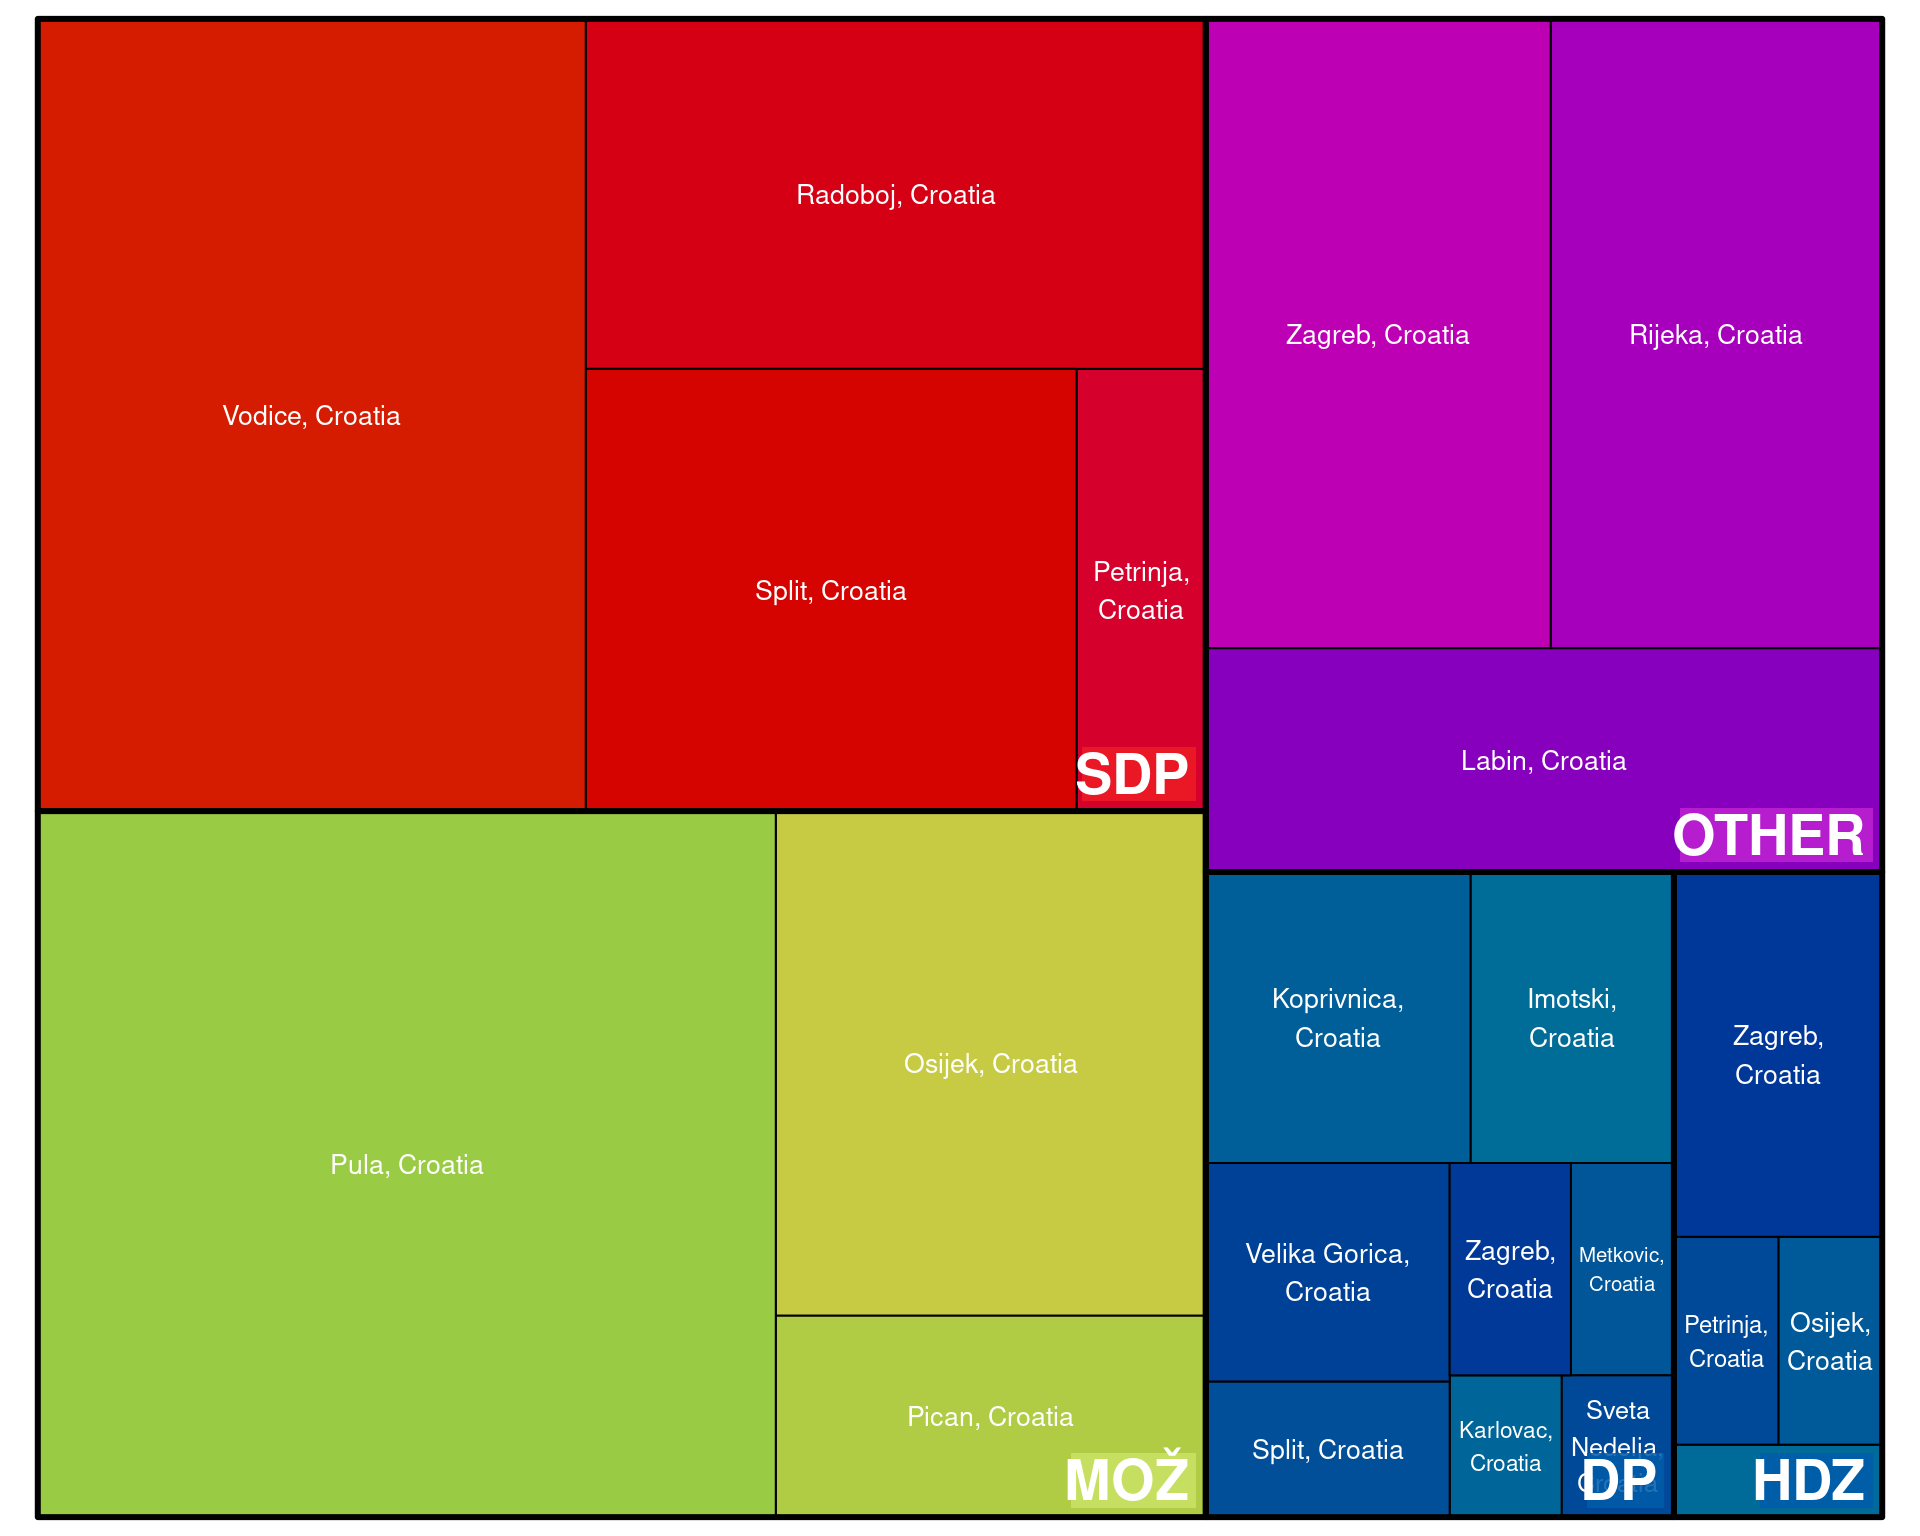 Vodice, Croatia
Radoboj, Croatia
Split, Croatia
Petrinja,
Croatia
SDP
Zagreb, Croatia
Rijeka, Croatia
Labin, Croatia
OTHER
Pula, Croatia
Osijek, Croatia
Pican, Croatia
MOŽ
Koprivnica,
Croatia
Imotski,
Croatia
Velika Gorica,
Croatia
Zagreb,
Croatia
Metkovic,
Croatia
Split, Croatia
Karlovac,
Croatia
Sveta
Nedelja,
Croatia
DP
Zagreb,
Croatia
Petrinja,
Croatia
Osijek,
Croatia
HDZ